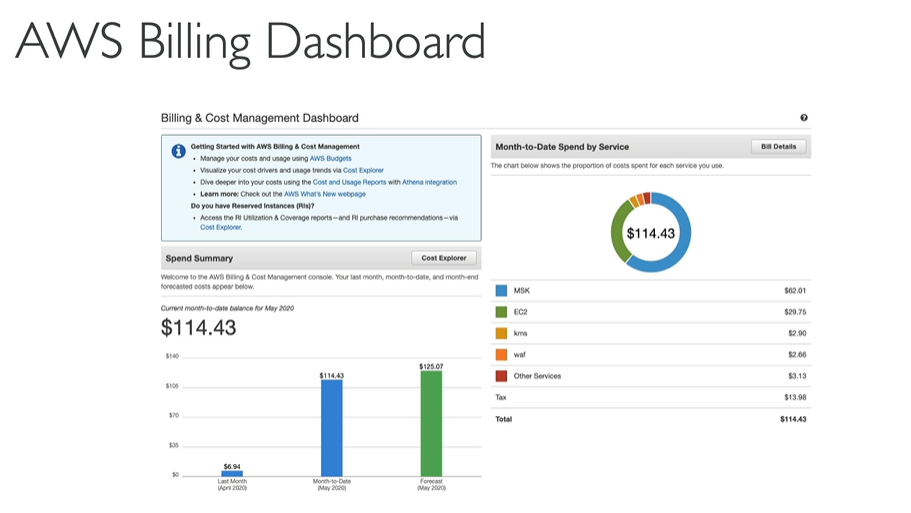 AWS Billing Dashboard
Billing & Cost Management Dashboard
Getting Started with AWS Billing & Cost Management
• Manage your costs and usage using AWS Budgets
• Visualize your cost drivers and usage trends via Cost Explorer
• Dive deeper into your costs using the Cost and Usage Reports with Athena integration
• Learn more: Check out the AWS What's New webpage
Do you have Reserved Instances (RIs)?
• Access the RI Utilization & Coverage reports—and RI purchase recommendations—via
Cost Explorer.
Spend Summary
Cost Explorer
Welcome to the AWS Billing & Cost Management console. Your last month, month-to-date, and month-end
forecasted costs appear below.
Current month-to-date balance for May 2020
$114.43
$140
$105
$70
$35
$0
$6.94
$114.43
$125.07
Last Month
(April 2020)
Month-to-Date
(May 2020)
Forecast
(May 2020)
Month-to-Date Spend by Service
Bill Details
The chart below shows the proportion of costs spent for each service you use.
$114.43
MSK $62.01
EC2 $29.75
kms $2.90
waf $2.66
Other Services $3.13
Tax $13.98
Total $114.43